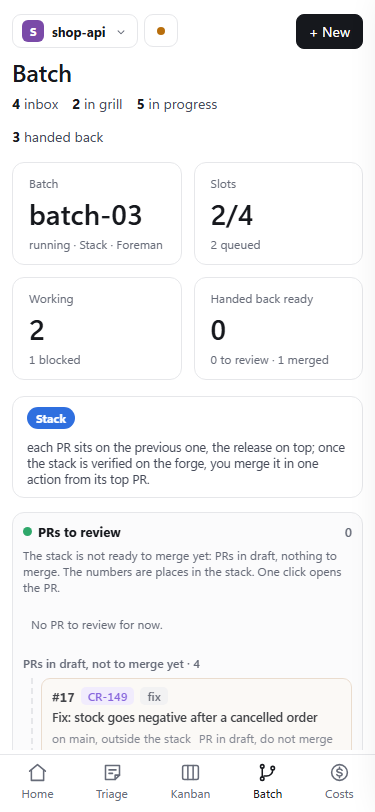 S shop-api
+ New
Batch
4 inbox 2 in grill 5 in progress
3 handed back
Batch
batch-03
running · Stack · Foreman
Slots
2/4
2 queued
Working
2
1 blocked
Handed back ready
0
0 to review · 1 merged
Stack
each PR sits on the previous one, the release on top; once
the stack is verified on the forge, you merge it in one
action from its top PR.
PRs to review 0
The stack is not ready to merge yet: PRs in draft, nothing to
merge. The numbers are places in the stack. One click opens
the PR.
No PR to review for now.
PRs in draft, not to merge yet · 4
#17 CR-149 fix
Fix: stock goes negative after a cancelled order
on main, outside the stack PR in draft, do not merge
Home Triage Kanban Batch Costs